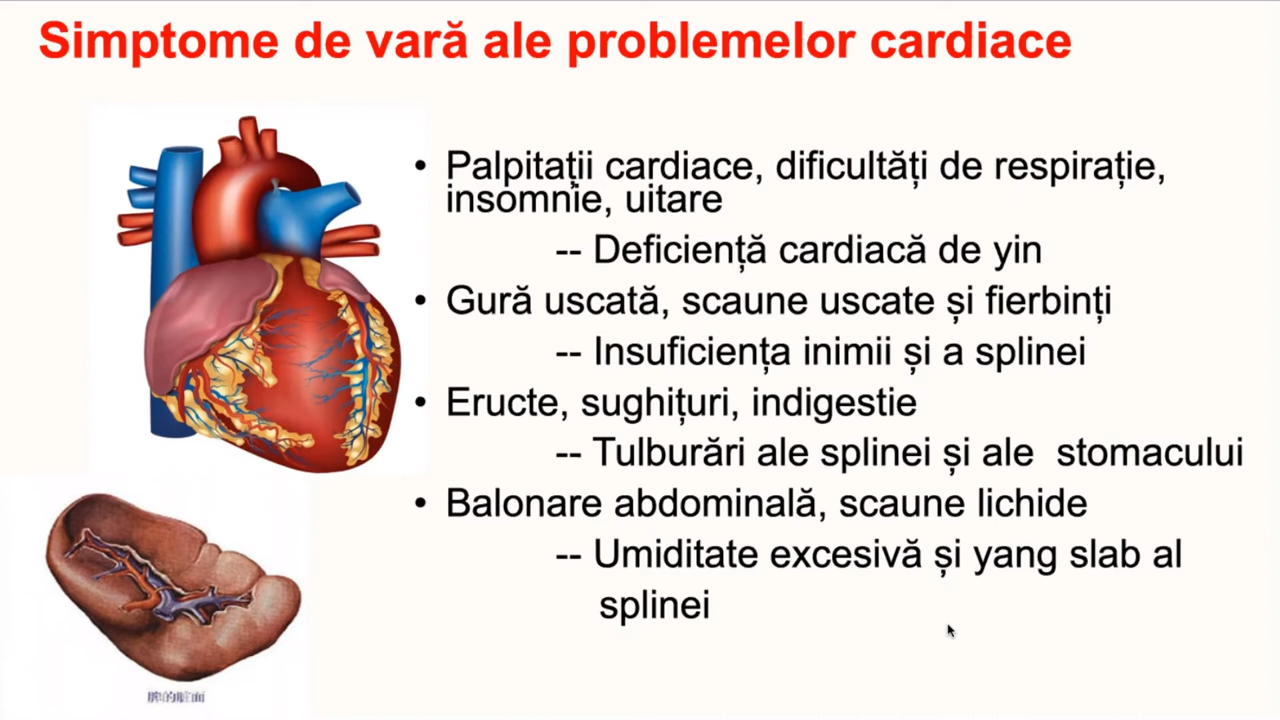 Simptome de vară ale problemelor cardiace
• Palpitații cardiace, dificultăți de respirație,
insomnie, uitare
-- Deficiență cardiacă de yin
• Gură uscată, scaune uscate și fierbinți
-- Insuficiența inimii și a splinei
• Eructe, sughițuri, indigestie
-- Tulburări ale splinei și ale stomacului
• Balonare abdominală, scaune lichide
-- Umiditate excesivă și yang slab al
splinei